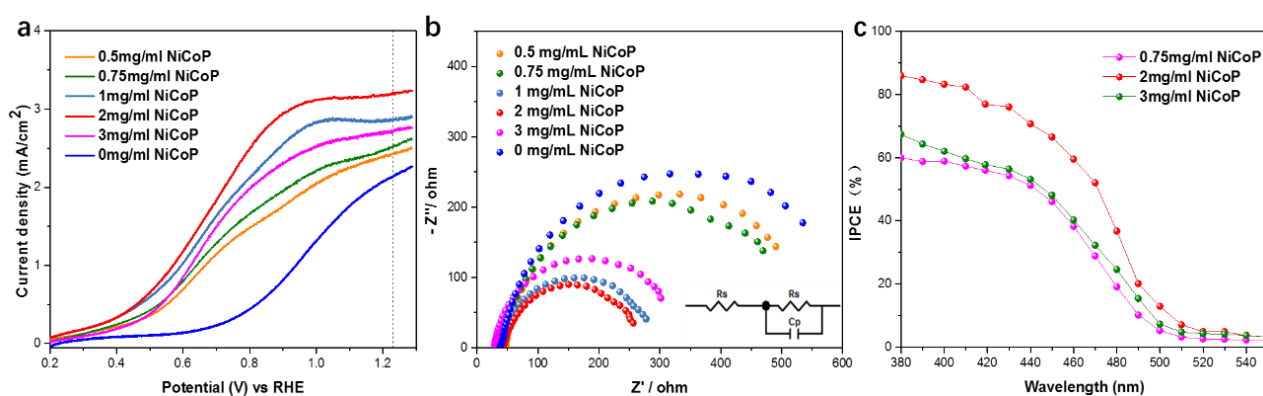 a
4
3
2
1
0
0.2
0.4
0.6
0.8
1.0
1.2
Current density (mA/cm²)
Potential (V) vs RHE
0.5mg/ml NiCoP
0.75mg/ml NiCoP
1mg/ml NiCoP
2mg/ml NiCoP
3mg/ml NiCoP
0mg/ml NiCoP
b
450
400
350
300
250
200
150
100
50
0
0
100
200
300
400
500
600
- Z''/ ohm
Z' / ohm
0.5 mg/mL NiCoP
0.75 mg/mL NiCoP
1 mg/mL NiCoP
2 mg/mL NiCoP
3 mg/mL NiCoP
0 mg/mL NiCoP
Rs
Rs
Cp
c
100
80
60
40
20
0
380
400
420
440
460
480
500
520
540
IPCE (%)
Wavelength (nm)
0.75mg/ml NiCoP
2mg/ml NiCoP
3mg/ml NiCoP